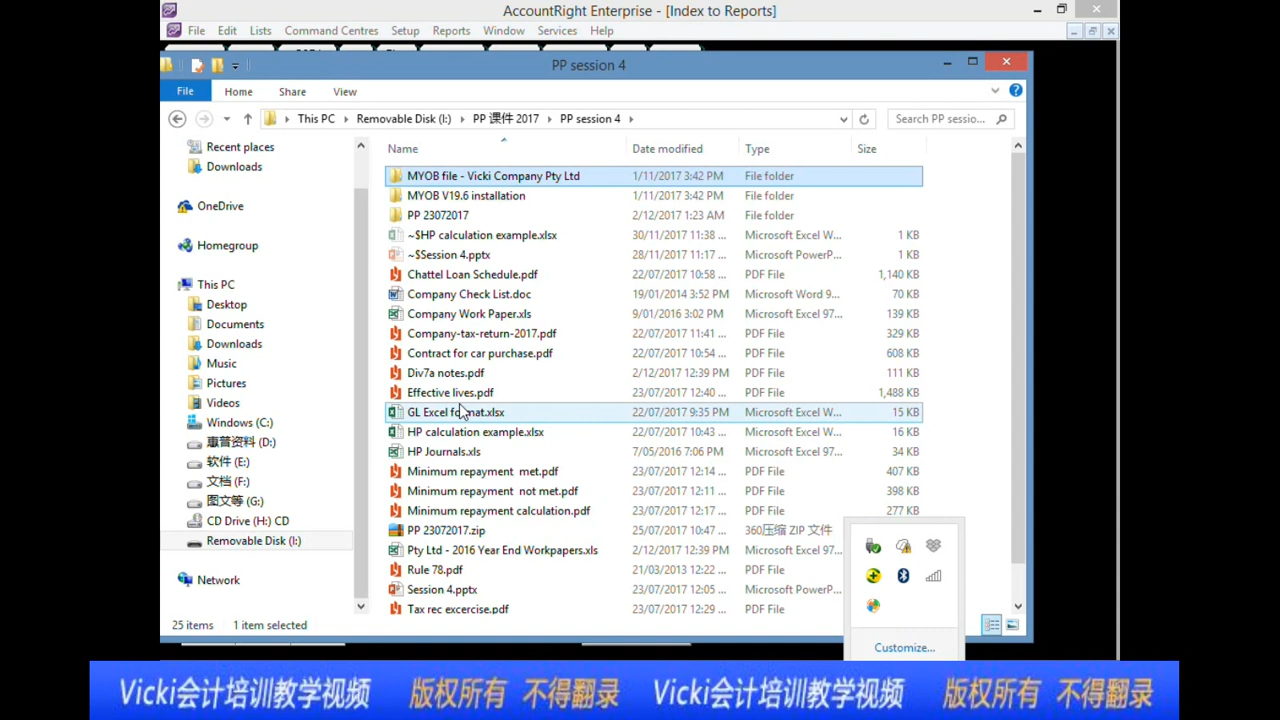 AccountRight Enterprise - [Index to Reports]
File Edit Lists Command Centres Setup Reports Window Services Help
PP session 4
File Home Share View
This PC Removable Disk (I:) PP 课件 2017 PP session 4 Search PP sessio...
Name Date modified Type Size
Recent places
Downloads
OneDrive
Homegroup
This PC
Desktop
Documents
Downloads
Music
Pictures
Videos
Windows (C:)
惠普资料 (D:)
软件 (E:)
文档 (F:)
图文等 (G:)
CD Drive (H:) CD
Removable Disk (I:)
Network
MYOB file - Vicki Company Pty Ltd 1/11/2017 3:42 PM File folder
MYOB V19.6 installation 1/11/2017 3:42 PM File folder
PP 23072017 2/12/2017 1:23 AM File folder
~$HP calculation example.xlsx 30/11/2017 11:38 ... Microsoft Excel W... 1 KB
~$Session 4.pptx 28/11/2017 11:17 ... Microsoft PowerP... 1 KB
Chattel Loan Schedule.pdf 22/07/2017 10:58 ... PDF File 1,140 KB
Company Check List.doc 19/01/2014 3:52 PM Microsoft Word 9... 70 KB
Company Work Paper.xls 9/01/2016 3:02 PM Microsoft Excel 97... 139 KB
Company-tax-return-2017.pdf 22/07/2017 11:41 ... PDF File 329 KB
Contract for car purchase.pdf 22/07/2017 10:54 ... PDF File 608 KB
Div7a notes.pdf 2/12/2017 12:39 PM PDF File 111 KB
Effective lives.pdf 23/07/2017 12:40 ... PDF File 1,488 KB
GL Excel format.xlsx 22/07/2017 9:35 PM Microsoft Excel W... 15 KB
HP calculation example.xlsx 22/07/2017 10:43 ... Microsoft Excel W... 16 KB
HP Journals.xls 7/05/2016 7:06 PM Microsoft Excel 97... 34 KB
Minimum repayment met.pdf 23/07/2017 12:14 ... PDF File 407 KB
Minimum repayment not met.pdf 23/07/2017 12:11 ... PDF File 398 KB
Minimum repayment calculation.pdf 23/07/2017 12:17 ... PDF File 277 KB
PP 23072017.zip 25/07/2017 10:47 ... 360压缩 ZIP 文件
Pty Ltd - 2016 Year End Workpapers.xls 2/12/2017 12:39 PM Microsoft Excel 97...
Rule 78.pdf 21/03/2013 12:22 ... PDF File
Session 4.pptx 23/07/2017 12:05 ... Microsoft PowerP...
Tax rec excercise.pdf 23/07/2017 12:29 ... PDF File
25 items 1 item selected
Customize...
Vicki会计培训教学视频 版权所有 不得翻录 Vicki会计培训教学视频 版权所有 不得翻录